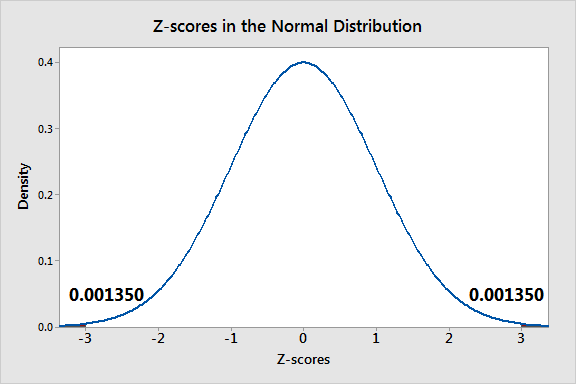 Z-scores in the Normal Distribution
0.4
0.3
0.2
0.1
0.0
Density
0.001350
0.001350
-3 -2 -1 0 1 2 3
Z-scores